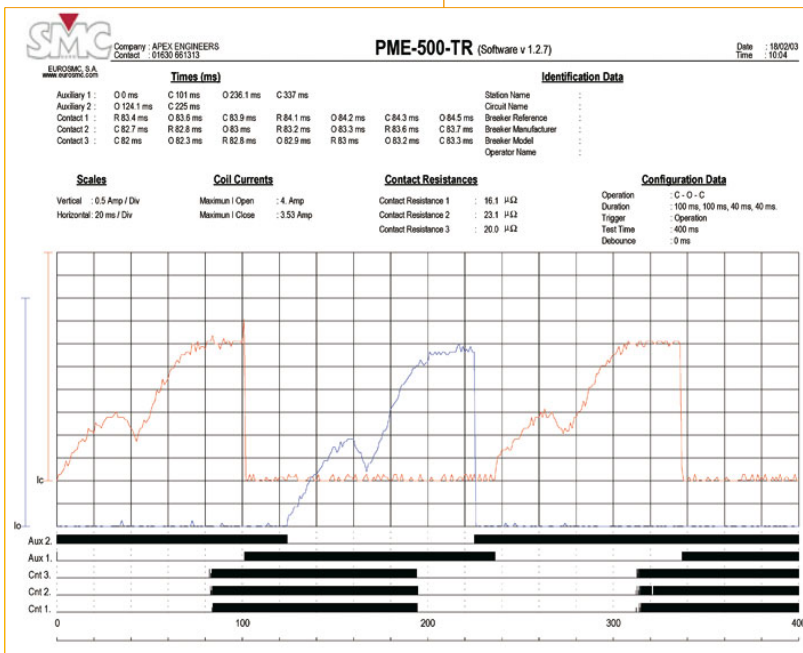 SMC
EUROSMC, S.A.
www.eurosmc.com
Company : APEX ENGINEERS
Contact : 01630 661313
PME-500-TR (Software v 1.2.7)
Date : 18/02/03
Time : 10:04
Times (ms)
Auxiliary 1 : O 0 ms C 101 ms O 236.1 ms C 337 ms
Auxiliary 2 : O 124.1 ms C 225 ms
Contact 1 : R 83.4 ms O 83.6 ms C 83.9 ms R 84.1 ms O 84.2 ms C 84.3 ms O 84.5 ms
Contact 2 : C 82.7 ms R 82.8 ms O 83 ms R 83.2 ms O 83.3 ms R 83.6 ms C 83.7 ms
Contact 3 : C 82 ms O 82.3 ms R 82.6 ms O 82.9 ms R 83 ms O 83.2 ms C 83.3 ms
Identification Data
Station Name :
Circuit Name :
Breaker Reference :
Breaker Manufacturer :
Breaker Model :
Operator Name :
Scales
Vertical : 0.5 Amp / Div
Horizontal : 20 ms / Div
Coil Currents
Maximun I Open : 4. Amp
Maximun I Close : 3.53 Amp
Contact Resistances
Contact Resistance 1 : 16.1 µΩ
Contact Resistance 2 : 23.1 µΩ
Contact Resistance 3 : 20.0 µΩ
Configuration Data
Operation : C - O - C
Duration : 100 ms, 100 ms, 40 ms, 40 ms.
Trigger : Operation
Test Time : 400 ms
Debounce : 0 ms
Ic
Io
Aux 2.
Aux 1.
Cnt 3.
Cnt 2.
Cnt 1.
0 100 200 300 400